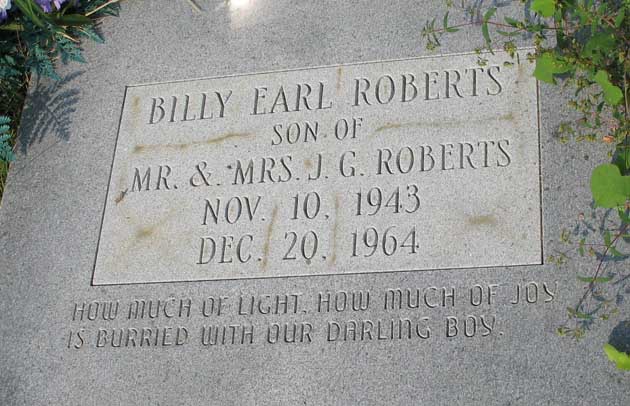 BILLY EARL ROBERTS
SON OF
MR. & MRS. J. G. ROBERTS
NOV. 10, 1943
DEC. 20, 1964
HOW MUCH OF LIGHT, HOW MUCH OF JOY
IS BURRIED WITH OUR DARLING BOY.